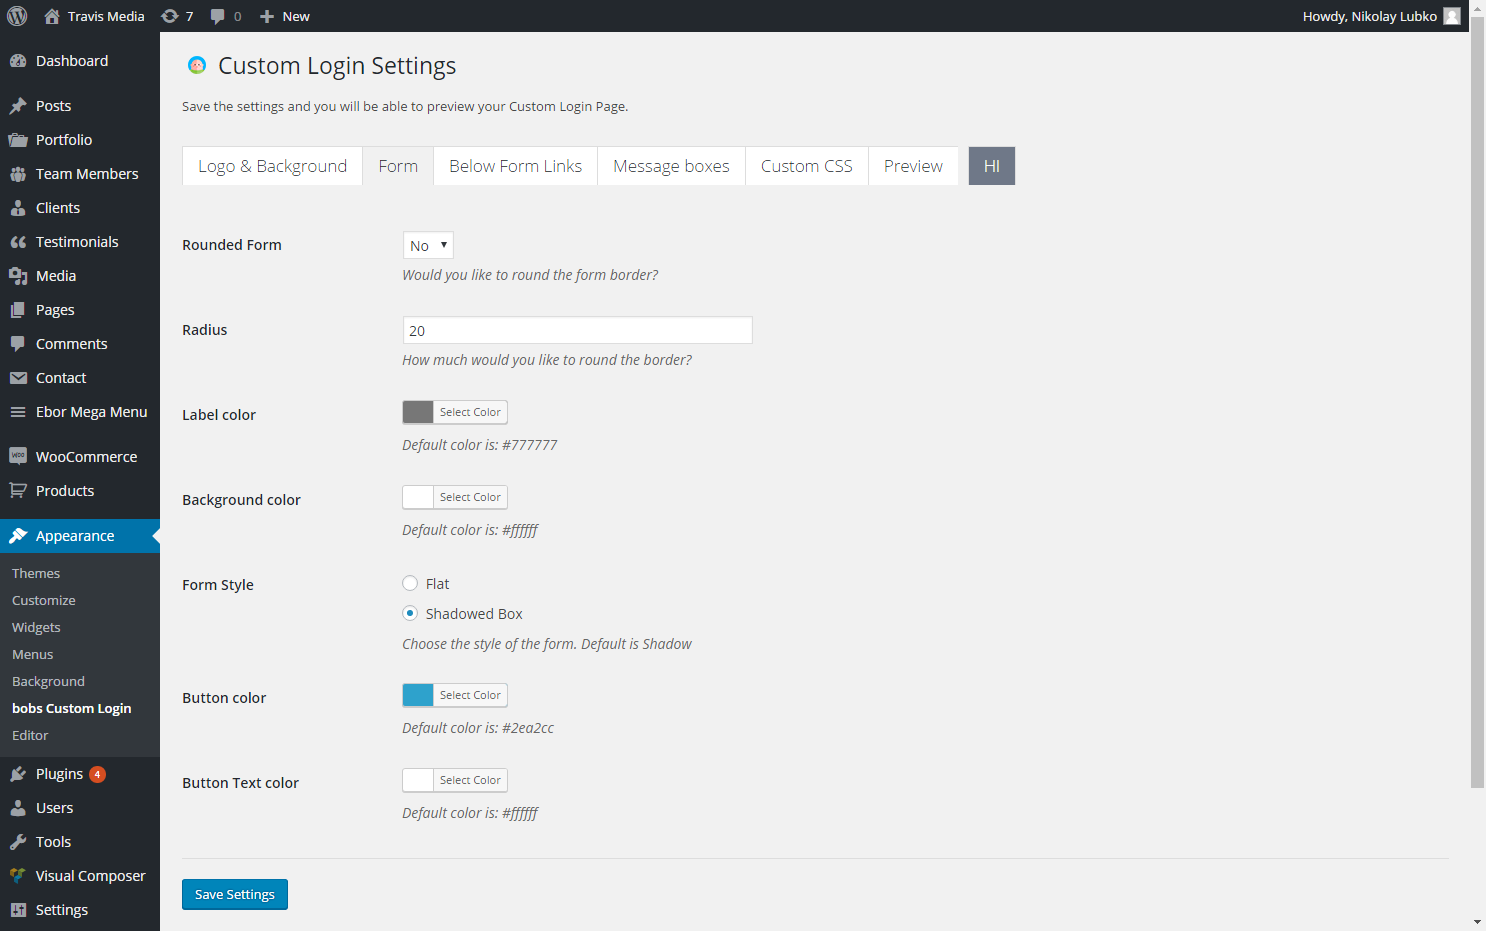 Travis Media 7 0 New Howdy, Nikolay Lubko
Dashboard
Posts
Portfolio
Team Members
Clients
Testimonials
Media
Pages
Comments
Contact
Ebor Mega Menu
WOO WooCommerce
Products
Appearance
Themes
Customize
Widgets
Menus
Background
bobs Custom Login
Editor
Plugins 4
Users
Tools
Visual Composer
Settings
Custom Login Settings
Save the settings and you will be able to preview your Custom Login Page.
Logo & Background Form Below Form Links Message boxes Custom CSS Preview HI
Rounded Form No
Would you like to round the form border?
Radius 20
How much would you like to round the border?
Label color Select Color
Default color is: #777777
Background color Select Color
Default color is: #ffffff
Form Style Flat
Shadowed Box
Choose the style of the form. Default is Shadow
Button color Select Color
Default color is: #2ea2cc
Button Text color Select Color
Default color is: #ffffff
Save Settings